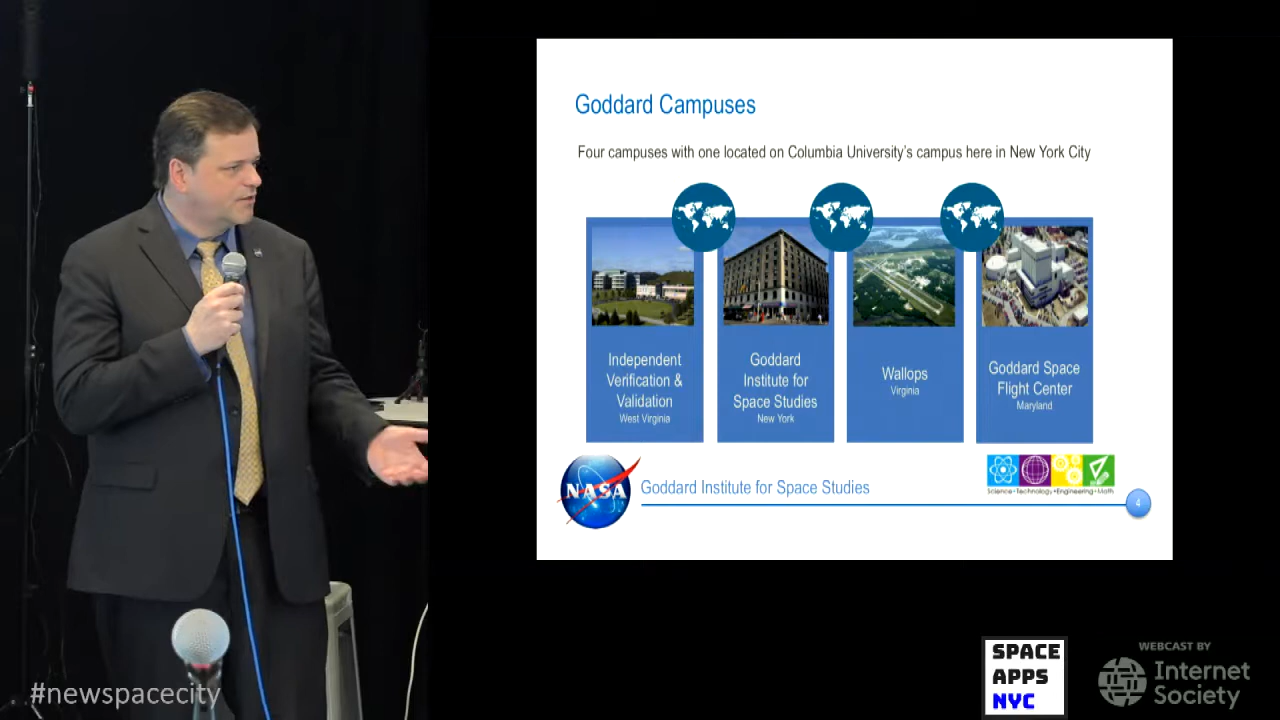 Goddard Campuses
Four campuses with one located on Columbia University's campus here in New York City
Independent
Verification &
Validation
West Virginia
Goddard
Institute for
Space Studies
New York
Wallops
Virginia
Goddard Space
Flight Center
Maryland
NASA
Goddard Institute for Space Studies
Science•Technology•Engineering•Math
4
#newspacecity
SPACE
APPS
NYC
WEBCAST BY
Internet
Society